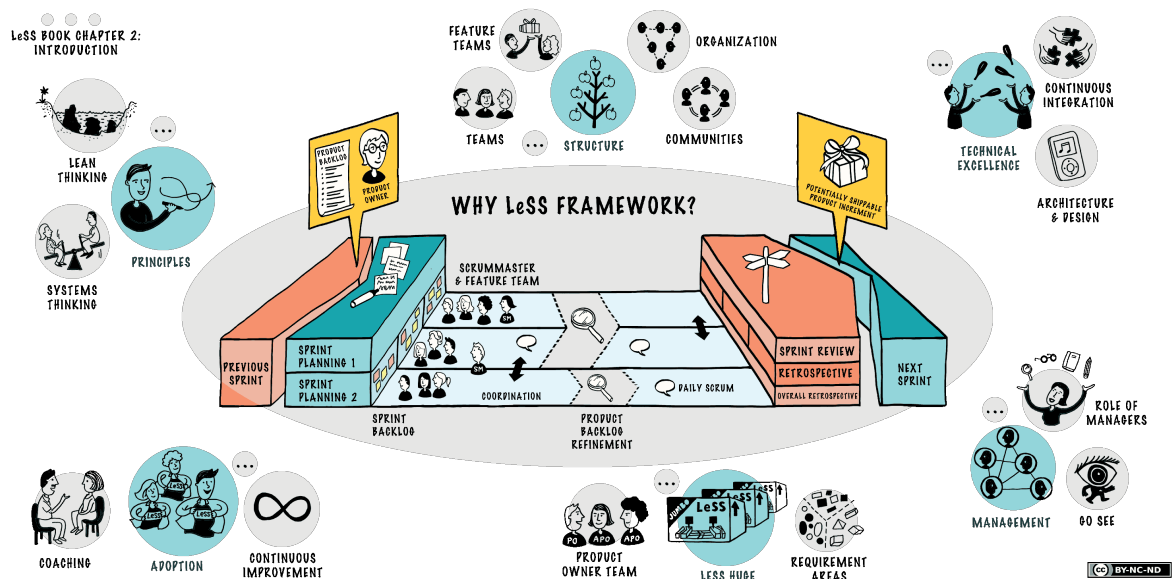 LeSS BOOK CHAPTER 2:
INTRODUCTION
LEAN
THINKING
SYSTEMS
THINKING
PRINCIPLES
FEATURE
TEAMS
TEAMS
STRUCTURE
ORGANIZATION
COMMUNITIES
TECHNICAL
EXCELLENCE
CONTINUOUS
INTEGRATION
ARCHITECTURE
& DESIGN
WHY LeSS FRAMEWORK?
PRODUCT
BACKLOG
PRODUCT
OWNER
POTENTIALLY SHIPPABLE
PRODUCT INCREMENT
SCRUMMASTER
& FEATURE TEAM
SM
SM
PREVIOUS
SPRINT
SPRINT
PLANNING 1
SPRINT
PLANNING 2
COORDINATION
DAILY SCRUM
SPRINT
BACKLOG
PRODUCT
BACKLOG
REFINEMENT
SPRINT REVIEW
RETROSPECTIVE
OVERALL RETROSPECTIVE
NEXT
SPRINT
COACHING
LeSS
LeSS
LeSS
ADOPTION
CONTINUOUS
IMPROVEMENT
PO
APO
APO
PRODUCT
OWNER TEAM
JUMBO
LeSS
LeSS
LeSS
LESS HUGE
REQUIREMENT
AREAS
ROLE OF
MANAGERS
MANAGEMENT
GO SEE
cc BY-NC-ND